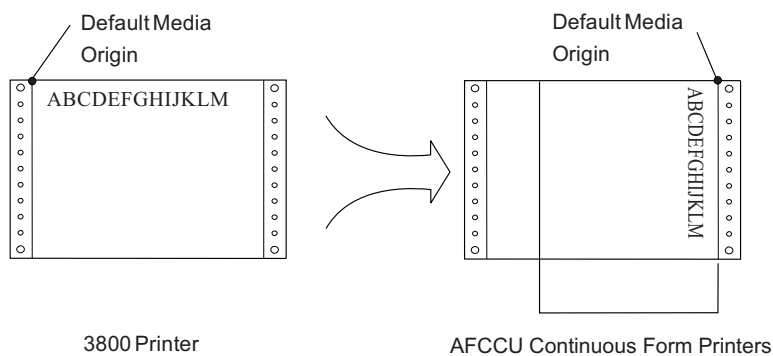 Default Media
Origin
ABCDEFGHIJKLM
3800 Printer
Default Media
Origin
ABCDEFGHIJKLM
AFCCU Continuous Form Printers